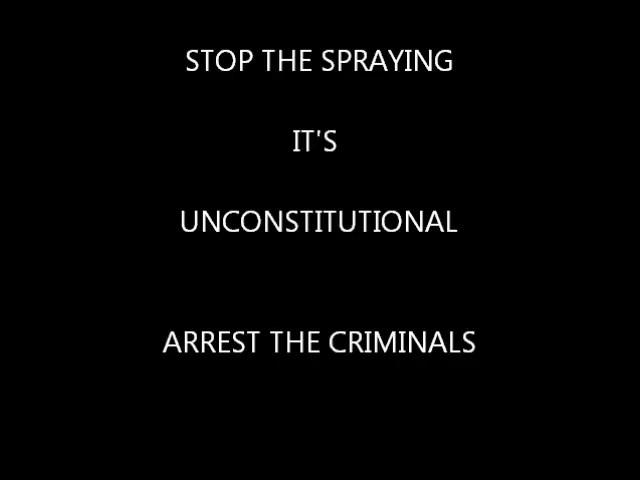 STOP THE SPRAYING
IT'S
UNCONSTITUTIONAL
ARREST THE CRIMINALS